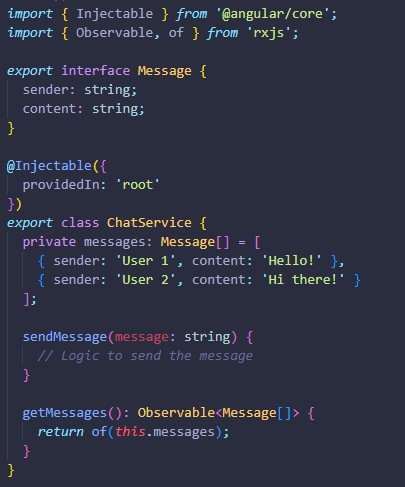 import { Injectable } from '@angular/core';
import { Observable, of } from 'rxjs';

export interface Message {
  sender: string;
  content: string;
}

@Injectable({
  providedIn: 'root'
})
export class ChatService {
  private messages: Message[] = [
    { sender: 'User 1', content: 'Hello!' },
    { sender: 'User 2', content: 'Hi there!' }
  ];

  sendMessage(message: string) {
    // Logic to send the message
  }

  getMessages(): Observable<Message[]> {
    return of(this.messages);
  }
}